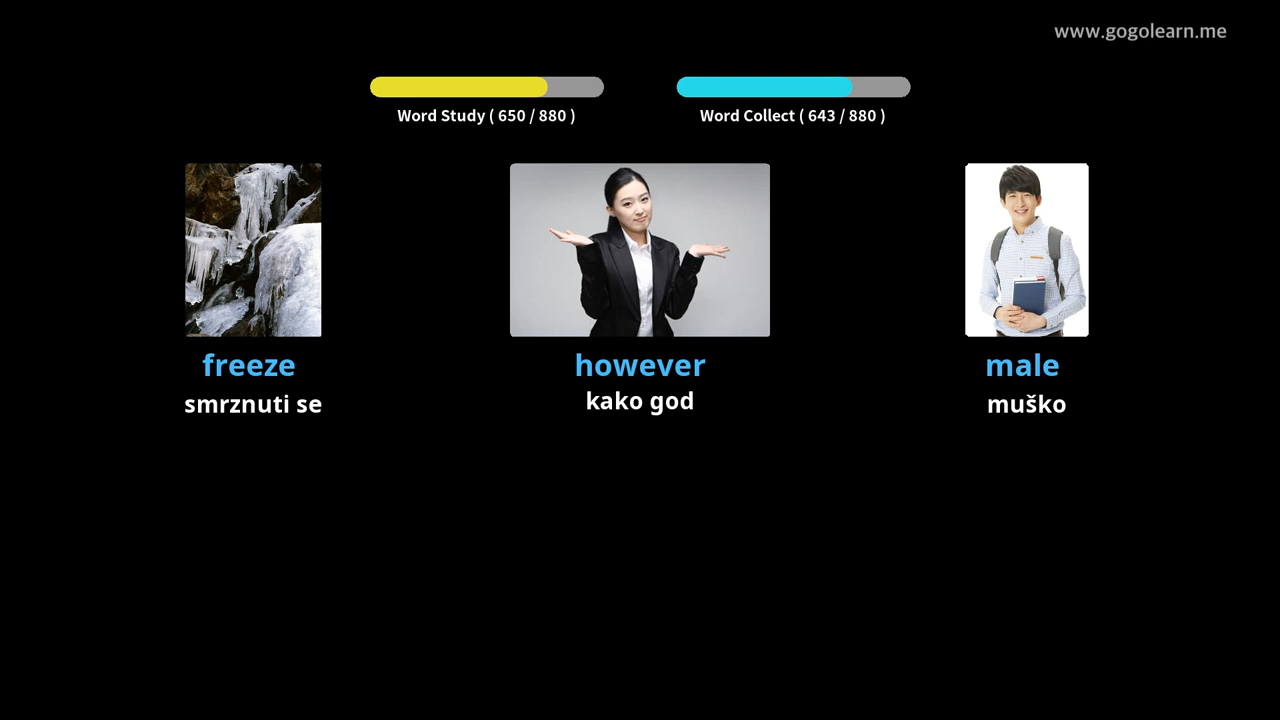 www.gogolearn.me
Word Study ( 650 / 880 )
Word Collect ( 643 / 880 )
freeze
smrznuti se
however
kako god
male
muško